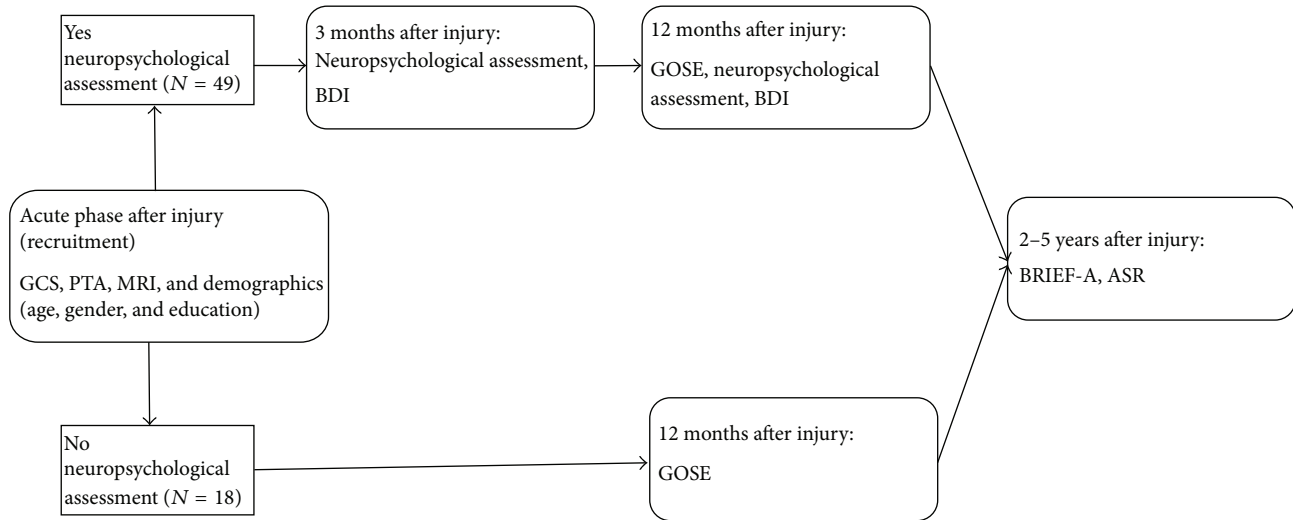 Yes
neuropsychological
assessment (N = 49)
3 months after injury:
Neuropsychological assessment,
BDI
12 months after injury:
GOSE, neuropsychological
assessment, BDI
Acute phase after injury
(recruitment)
GCS, PTA, MRI, and demographics
(age, gender, and education)
2–5 years after injury:
BRIEF-A, ASR
No
neuropsychological
assessment (N = 18)
12 months after injury:
GOSE